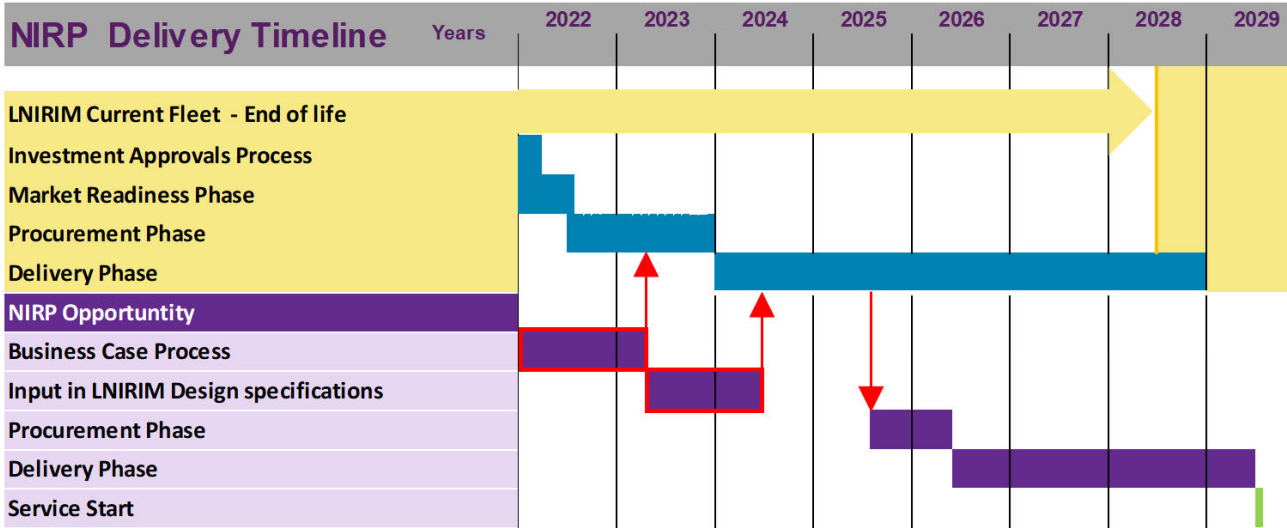 NIRP Delivery Timeline Years 2022 2023 2024 2025 2026 2027 2028 2029
LNIRIM Current Fleet - End of life
Investment Approvals Process
Market Readiness Phase
Procurement Phase
Delivery Phase
NIRP Opportuntity
Business Case Process
Input in LNIRIM Design specifications
Procurement Phase
Delivery Phase
Service Start